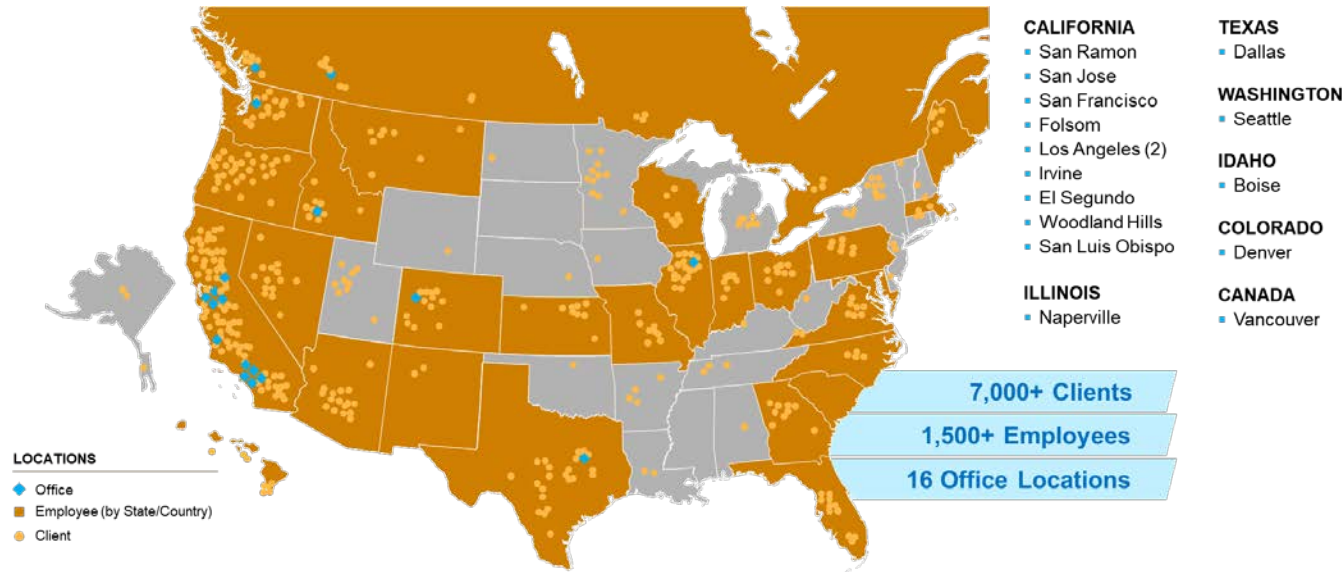 CALIFORNIA
San Ramon
San Jose
San Francisco
Folsom
Los Angeles (2)
Irvine
El Segundo
Woodland Hills
San Luis Obispo
ILLINOIS
Naperville
TEXAS
Dallas
WASHINGTON
Seattle
IDAHO
Boise
COLORADO
Denver
CANADA
Vancouver
7,000+ Clients
1,500+ Employees
16 Office Locations
LOCATIONS
Office
Employee (by State/Country)
Client